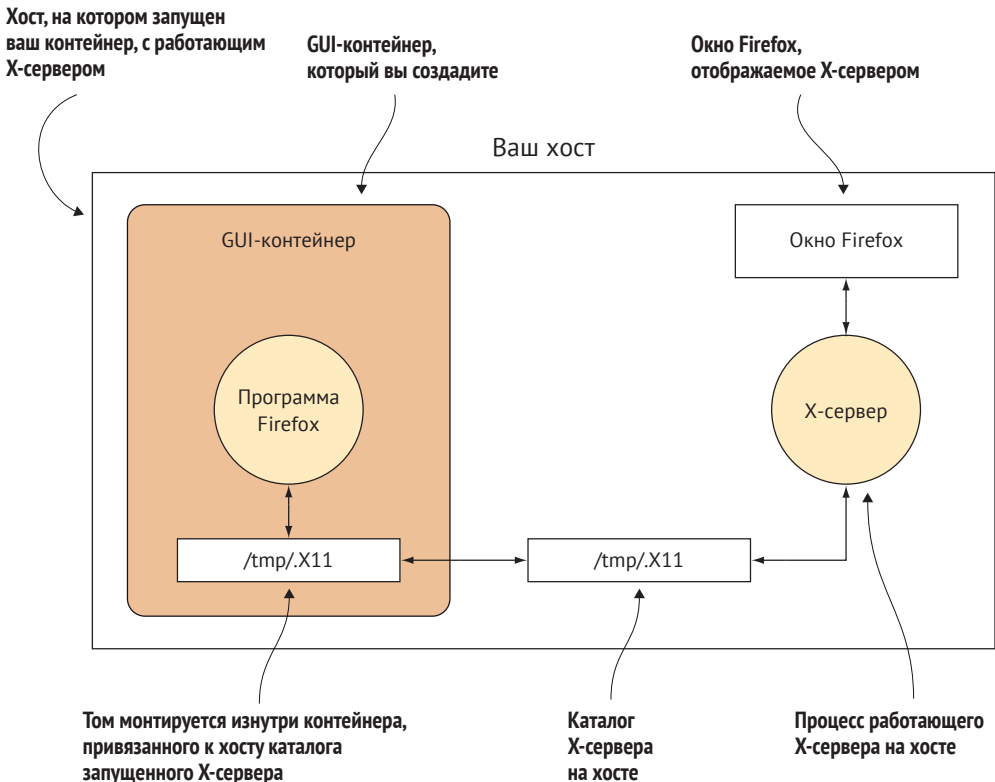 Хост, на котором запущен
ваш контейнер, с работающим
X-сервером
GUI-контейнер,
который вы создадите
Окно Firefox,
отображаемое X-сервером
Ваш хост
GUI-контейнер
Окно Firefox
Программа
Firefox
X-сервер
/tmp/.X11
/tmp/.X11
Том монтируется изнутри контейнера,
привязанного к хосту каталога
запущенного X-сервера
Каталог
X-сервера
на хосте
Процесс работающего
X-сервера на хосте